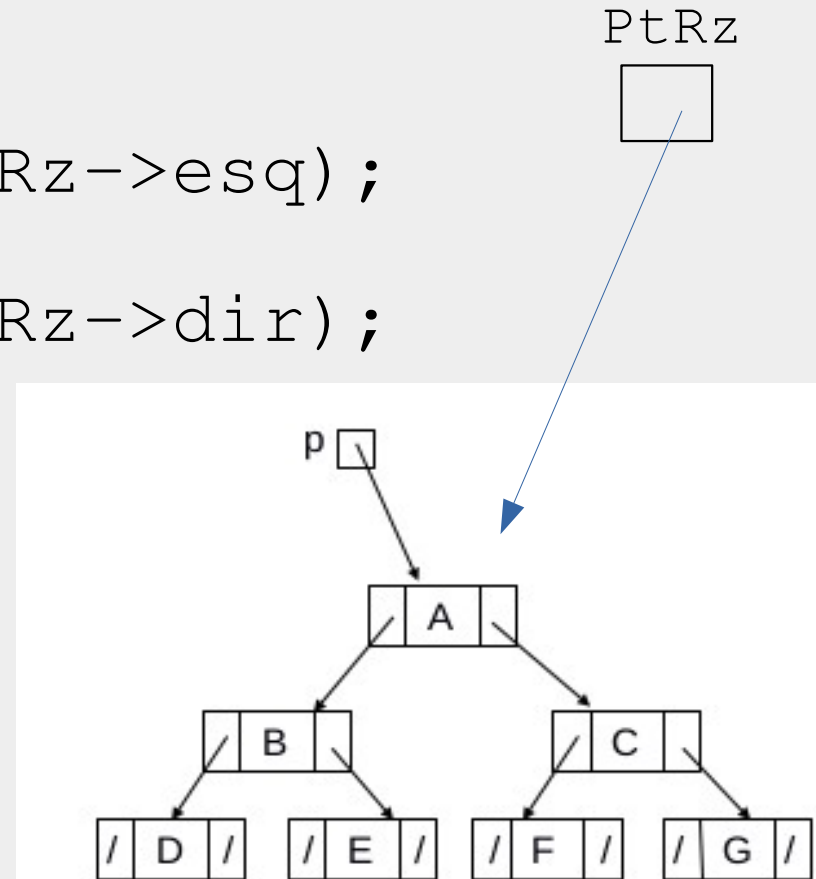 PtRz
Rz->esq);
Rz->dir);
p
A
B C
/ D / / E / / F / / G /